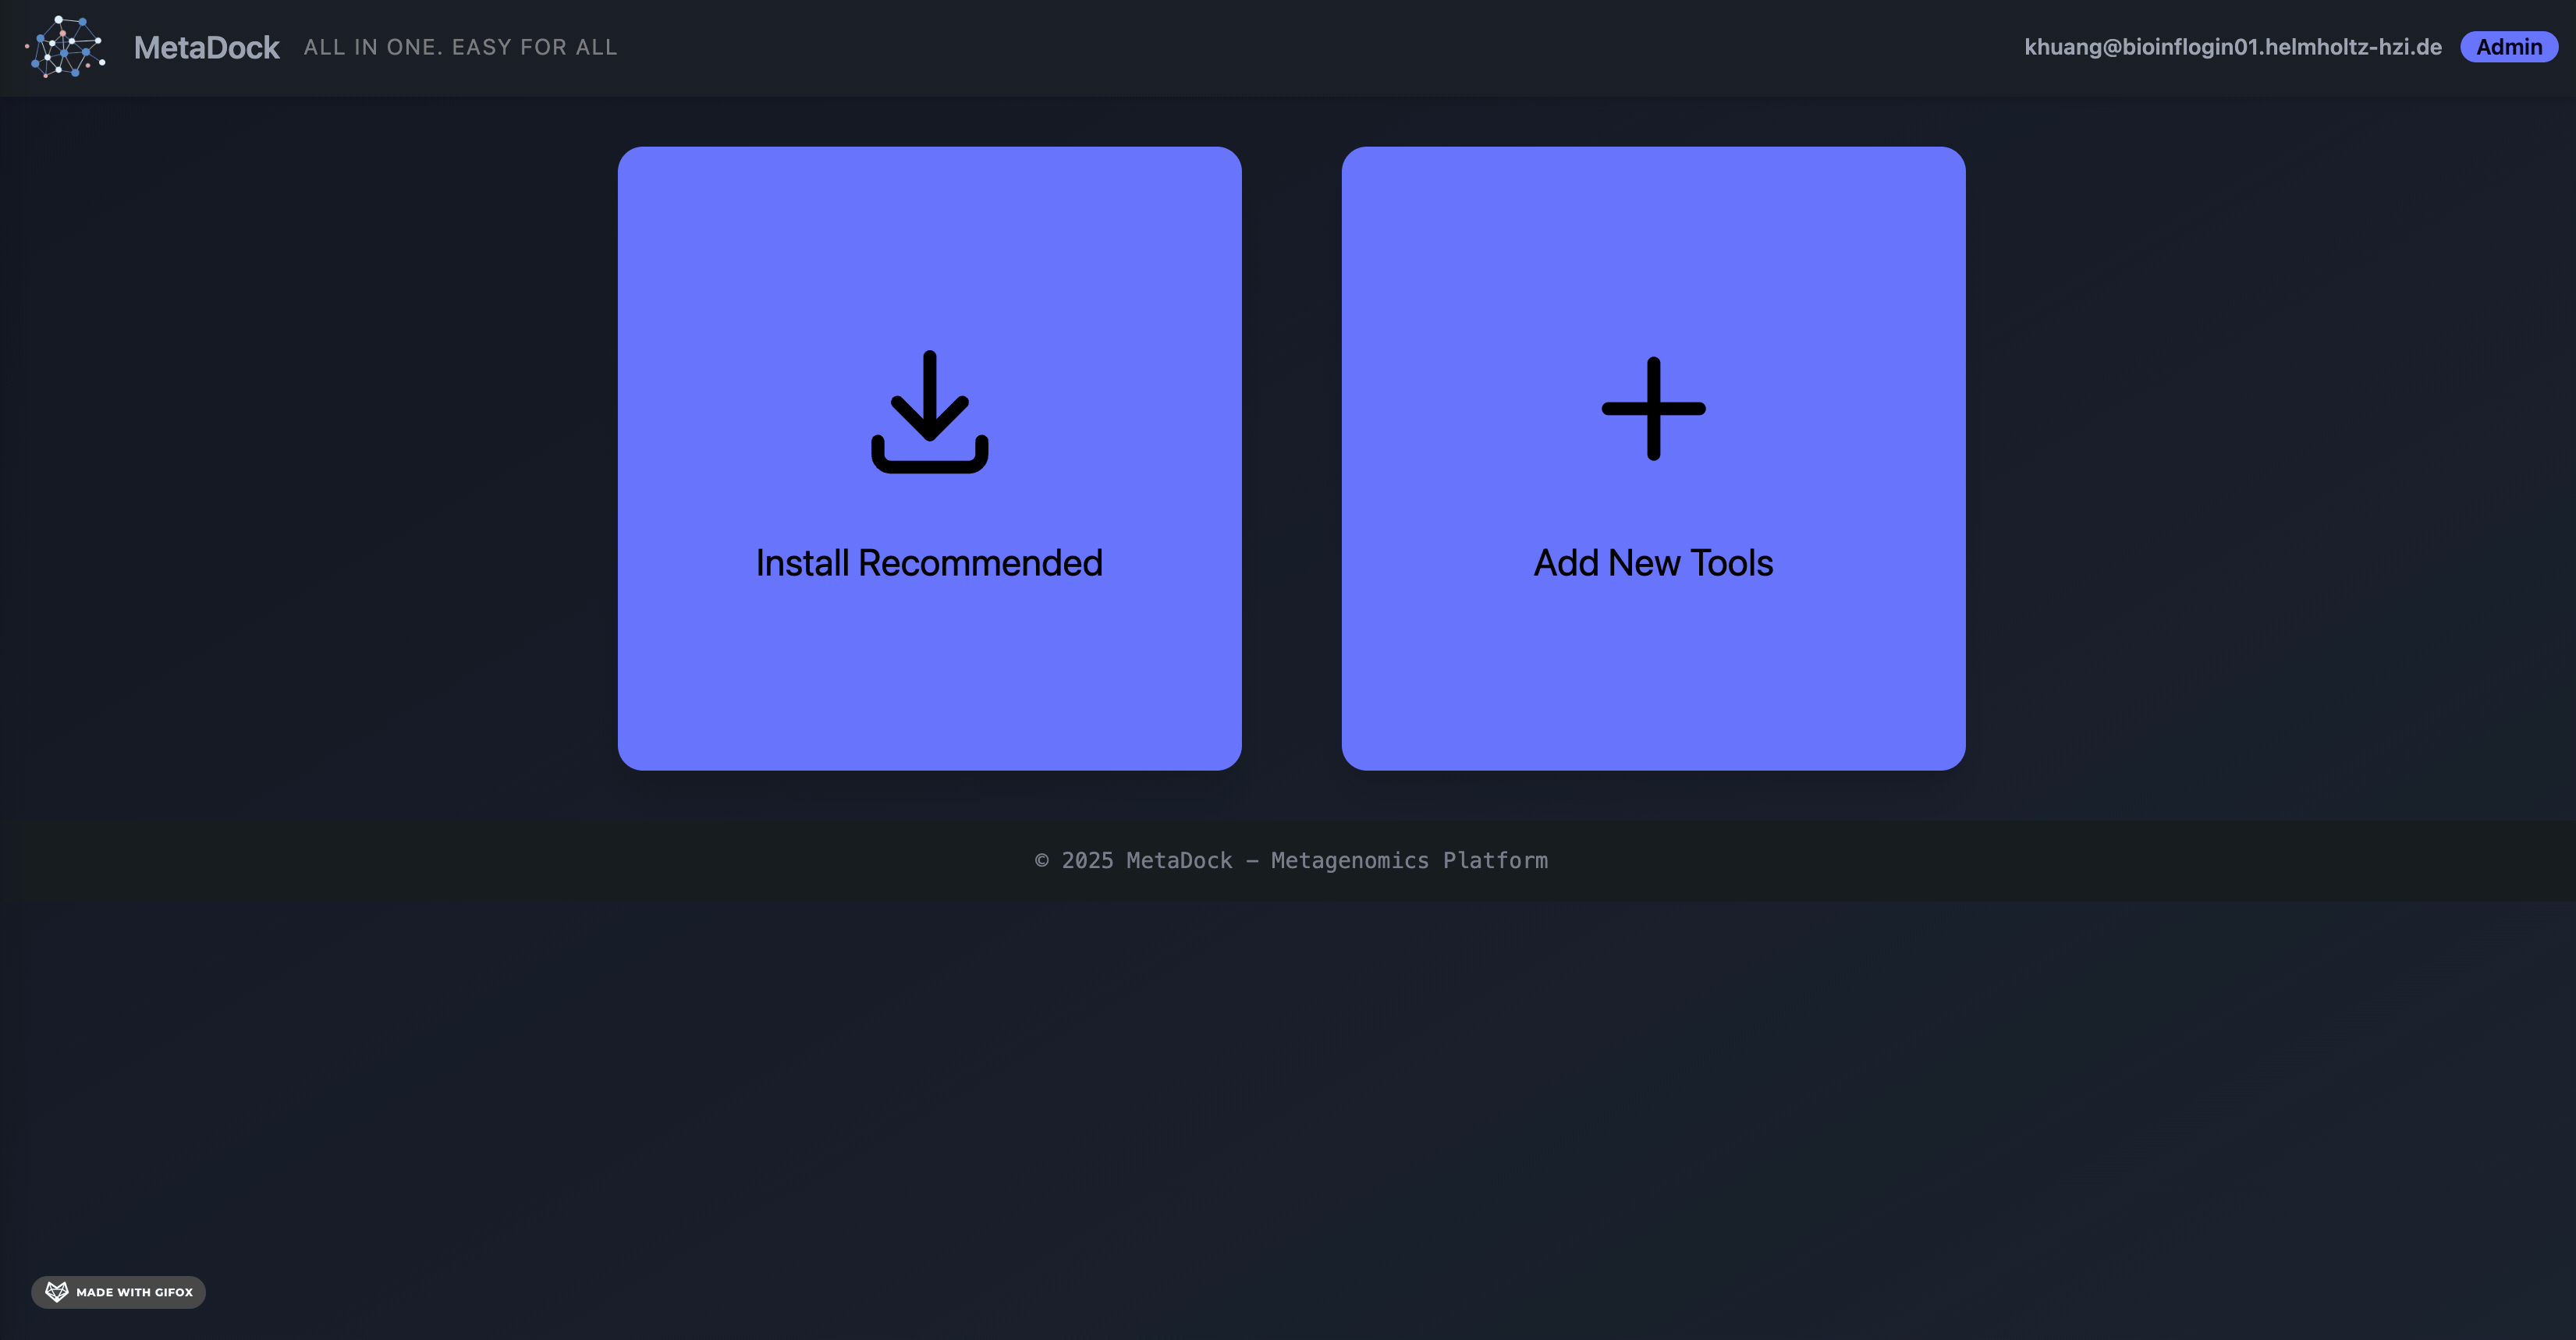 MetaDock ALL IN ONE. EASY FOR ALL
khuang@bioinflogin01.helmholtz-hzi.de Admin
Install Recommended
Add New Tools
© 2025 MetaDock – Metagenomics Platform
MADE WITH GIFOX